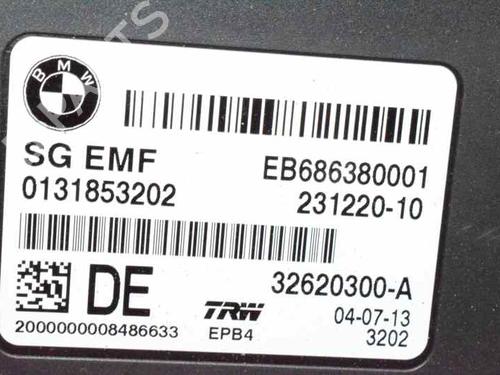 BMW
SG EMF EB686380001
0131853202 231220-10
DE TRW 32620300-A
04-07-13
2000000008486633 EPB4 3202